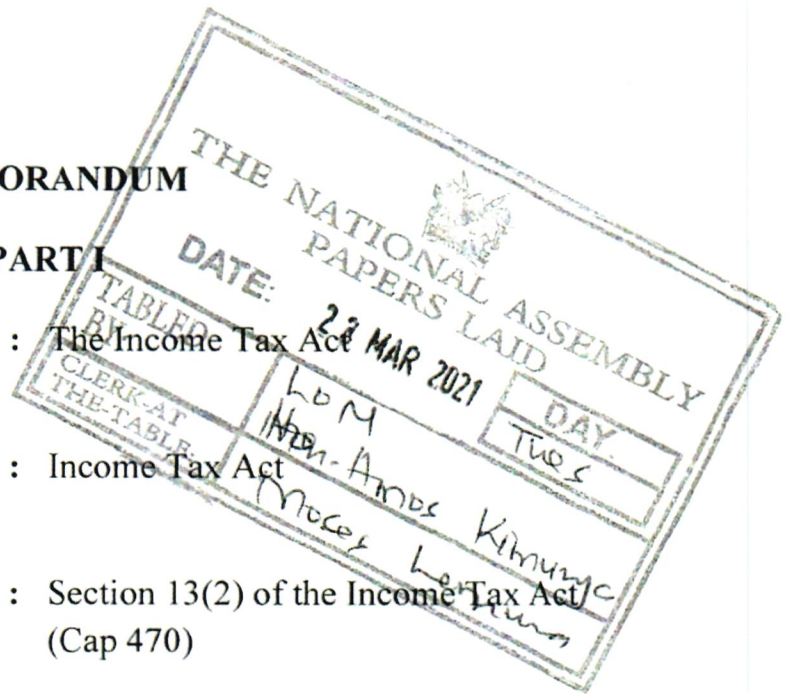 ORANDUM
PART I
: The Income Tax Act
: Income Tax Act
: Section 13(2) of the Income Tax Act
(Cap 470)
THE NATIONAL ASSEMBLY
PAPERS LAID
DATE: 23 MAR 2021
DAY.
Tues
TABLED
BY
LOM
Hon. Amos Kimunya
CLERK-AT
THE-TABLE
Moses